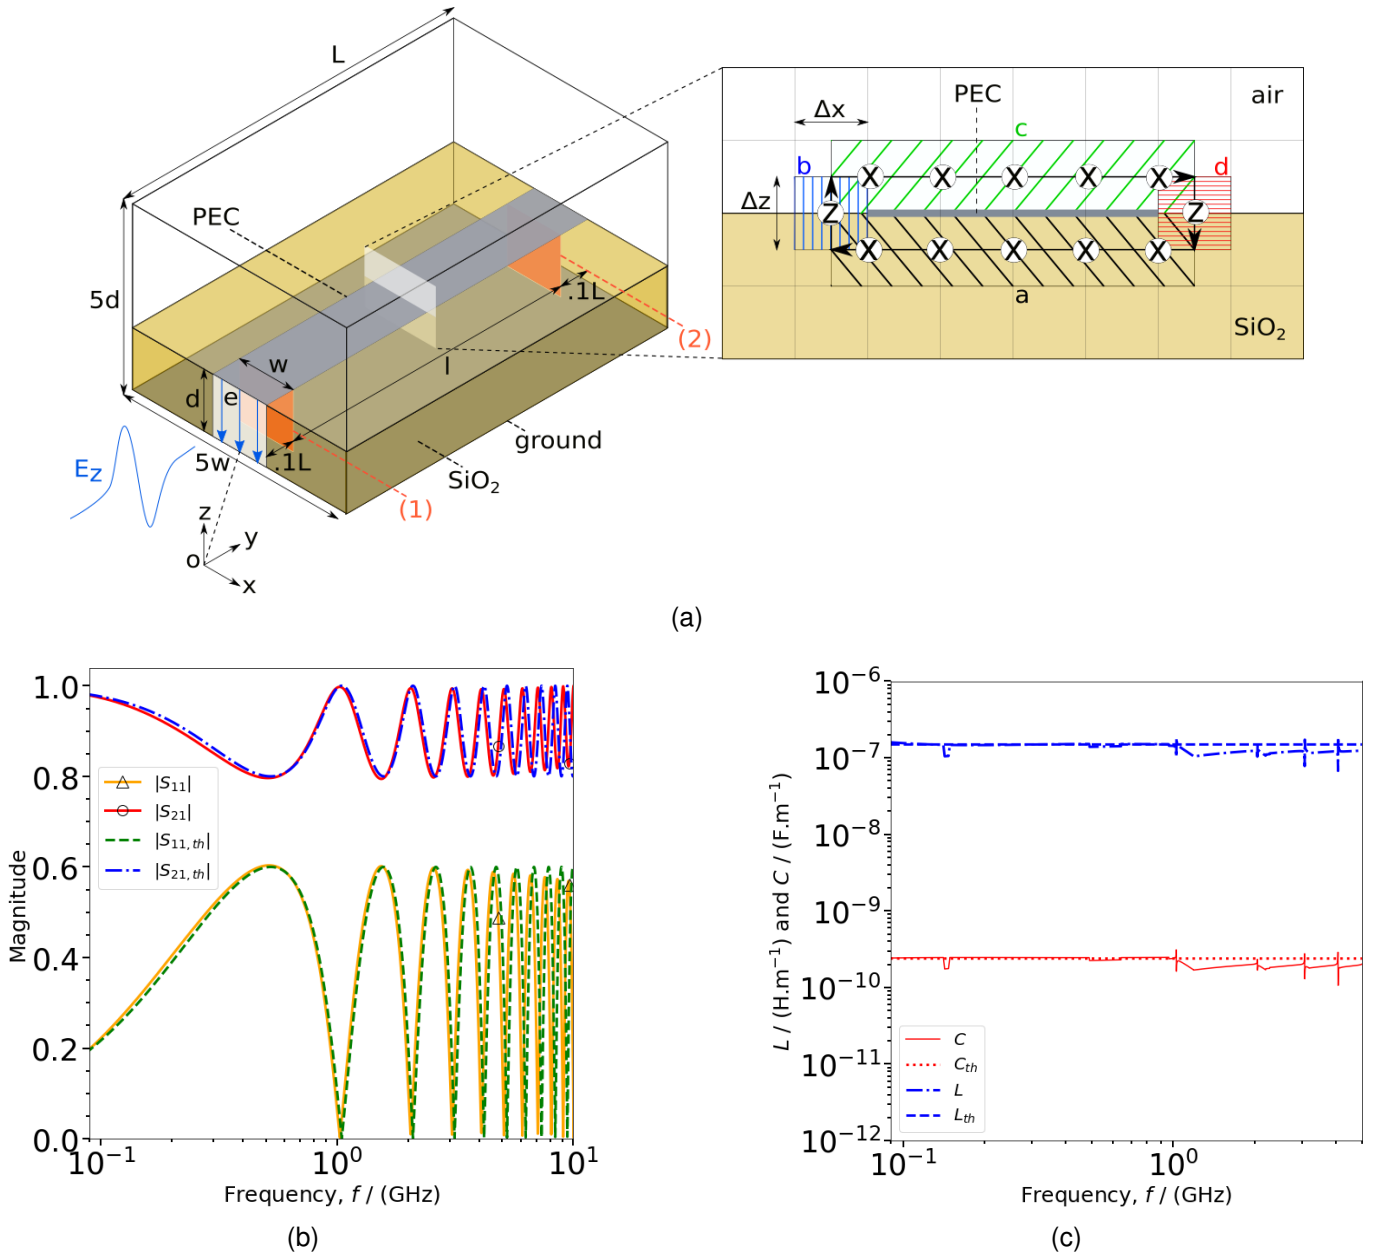 L
PEC
5d
w
d
e
l
.1L
(2)
5w
.1L
(1)
ground
SiO₂
E_Z
z
y
o
x
PEC
air
Δx
c
b
d
Δz
X X X X X
Z Z
X X X X X
a
SiO₂
(a)
1.0
0.8
0.6
0.4
0.2
0.0
Magnitude
|S₁₁|
|S₂₁|
|S₁₁,th|
|S₂₁,th|
10⁻¹ 10⁰ 10¹
Frequency, f / (GHz)
(b)
10⁻⁶
10⁻⁷
10⁻⁸
10⁻⁹
10⁻¹⁰
10⁻¹¹
10⁻¹²
L / (H.m⁻¹) and C / (F.m⁻¹)
C
C_th
L
L_th
10⁻¹ 10⁰
Frequency, f / (GHz)
(c)